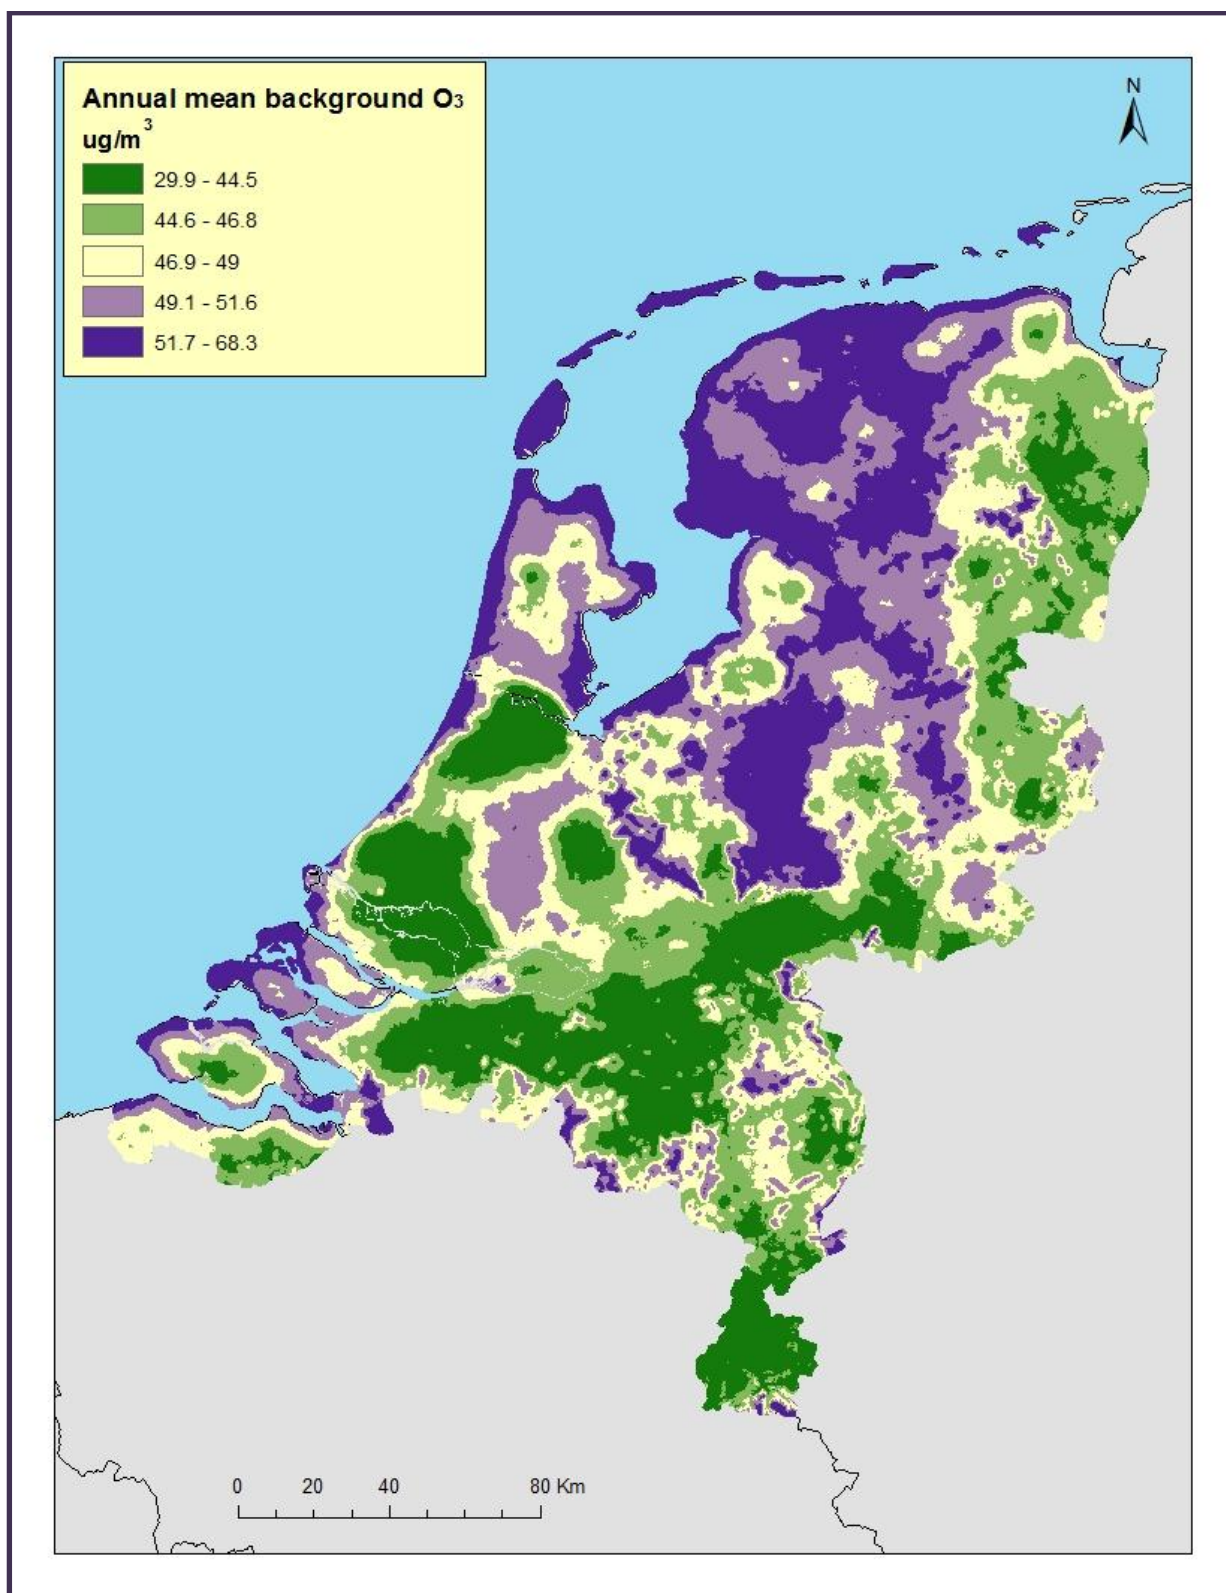 Annual mean background O₃
ug/m³
29.9 - 44.5
44.6 - 46.8
46.9 - 49
49.1 - 51.6
51.7 - 68.3
N
0 20 40 80 Km